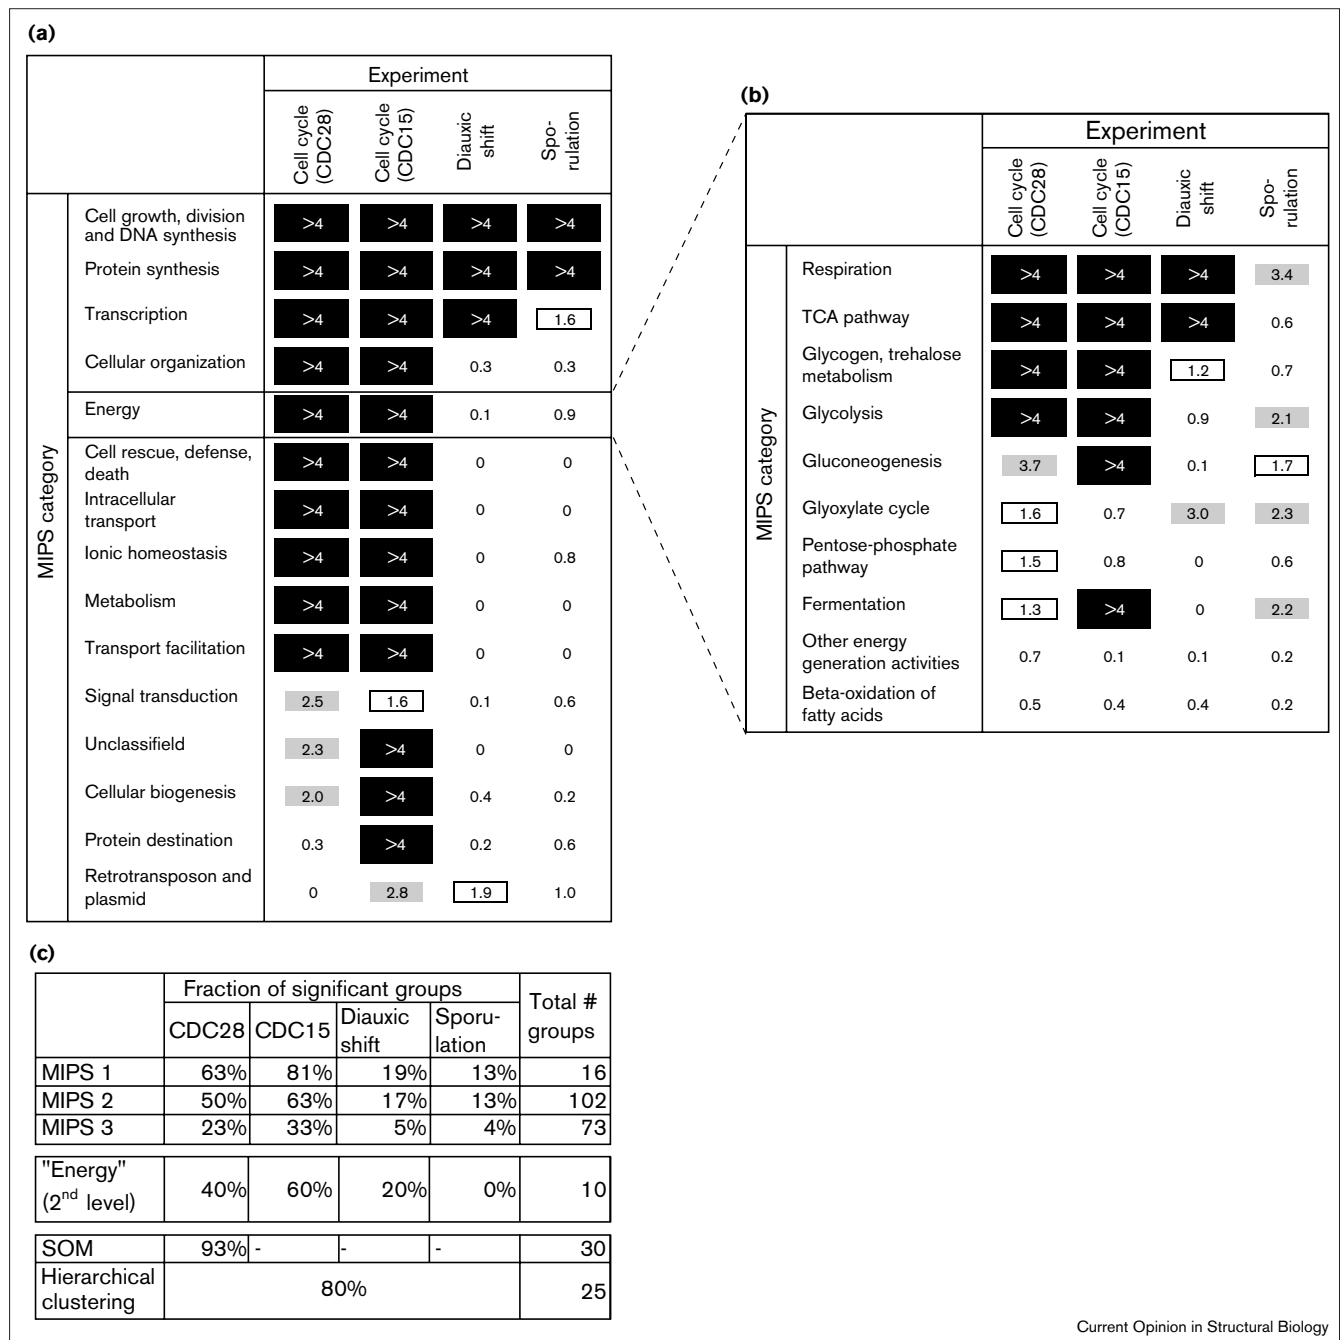 (a)
Experiment
Cell cycle
(CDC28)
Cell cycle
(CDC15)
Diauxic
shift
Spo-
rulation
MIPS category
Cell growth, division
and DNA synthesis
>4 >4 >4 >4
Protein synthesis >4 >4 >4 >4
Transcription >4 >4 >4 1.6
Cellular organization >4 >4 0.3 0.3
Energy >4 >4 0.1 0.9
Cell rescue, defense,
death
>4 >4 0 0
Intracellular
transport
>4 >4 0 0
Ionic homeostasis >4 >4 0 0.8
Metabolism >4 >4 0 0
Transport facilitation >4 >4 0 0
Signal transduction 2.5 1.6 0.1 0.6
Unclassifield 2.3 >4 0 0
Cellular biogenesis 2.0 >4 0.4 0.2
Protein destination 0.3 >4 0.2 0.6
Retrotransposon and
plasmid
0 2.8 1.9 1.0
(b)
Experiment
Cell cycle
(CDC28)
Cell cycle
(CDC15)
Diauxic
shift
Spo-
rulation
MIPS category
Respiration >4 >4 >4 3.4
TCA pathway >4 >4 >4 0.6
Glycogen, trehalose
metabolism
>4 >4 1.2 0.7
Glycolysis >4 >4 0.9 2.1
Gluconeogenesis 3.7 >4 0.1 1.7
Glyoxylate cycle 1.6 0.7 3.0 2.3
Pentose-phosphate
pathway
1.5 0.8 0 0.6
Fermentation 1.3 >4 0 2.2
Other energy
generation activities
0.7 0.1 0.1 0.2
Beta-oxidation of
fatty acids
0.5 0.4 0.4 0.2
(c)
Fraction of significant groups
Total #
groups
CDC28 CDC15
Diauxic
shift
Sporu-
lation
MIPS 1 63% 81% 19% 13% 16
MIPS 2 50% 63% 17% 13% 102
MIPS 3 23% 33% 5% 4% 73
"Energy"
(2nd level)
40% 60% 20% 0% 10
SOM 93% - - - 30
Hierarchical
clustering
80% 25
Current Opinion in Structural Biology